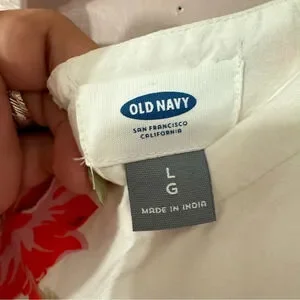 OLD NAVY
SAN FRANCISCO
CALIFORNIA
L
G
MADE IN INDIA